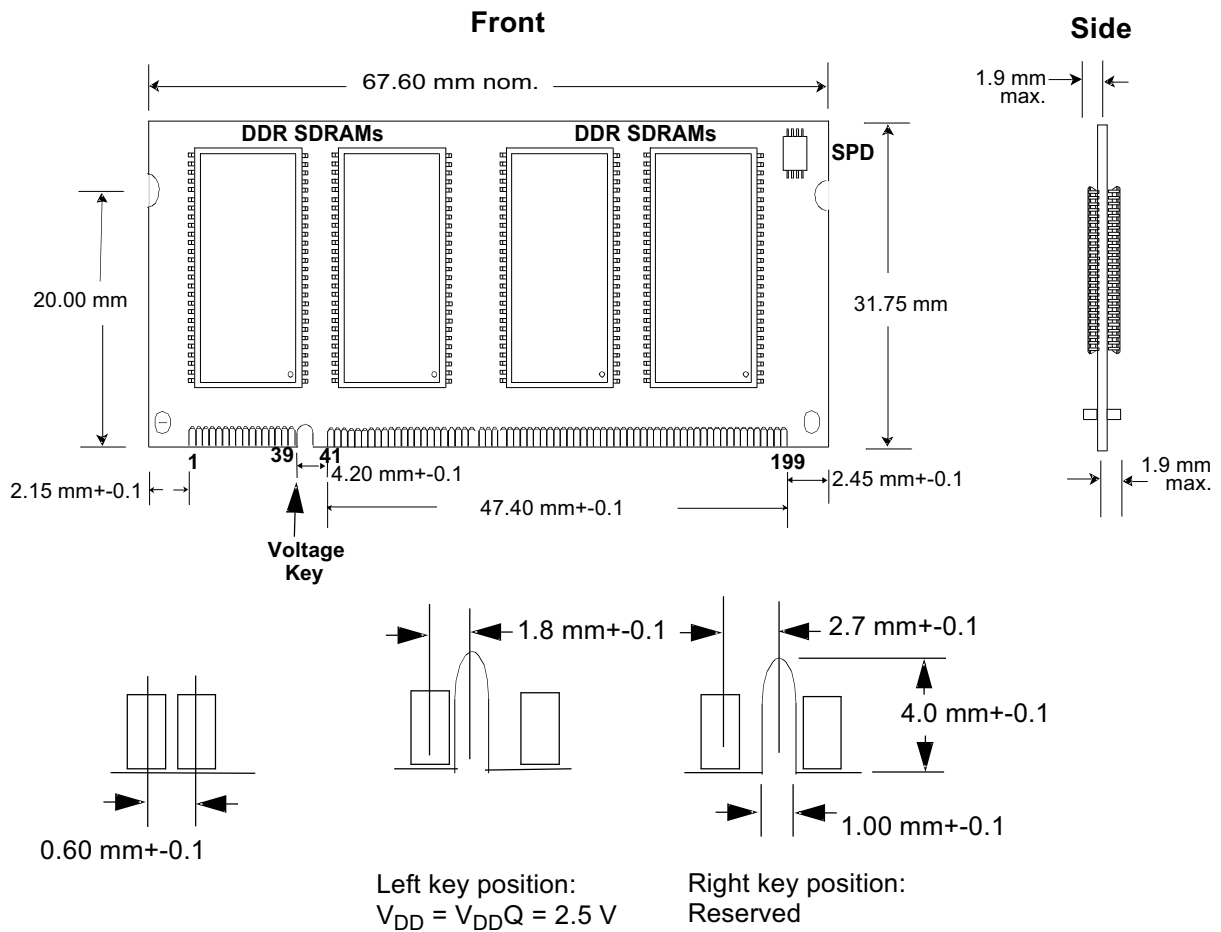 Front
Side
67.60 mm nom.
1.9 mm
max.
DDR SDRAMs
DDR SDRAMs
SPD
20.00 mm
31.75 mm
1
39
41
199
4.20 mm+-0.1
2.15 mm+-0.1
2.45 mm+-0.1
1.9 mm
max.
47.40 mm+-0.1
Voltage
Key
1.8 mm+-0.1
2.7 mm+-0.1
4.0 mm+-0.1
0.60 mm+-0.1
1.00 mm+-0.1
Left key position:
VDD = VDDQ = 2.5 V
Right key position:
Reserved